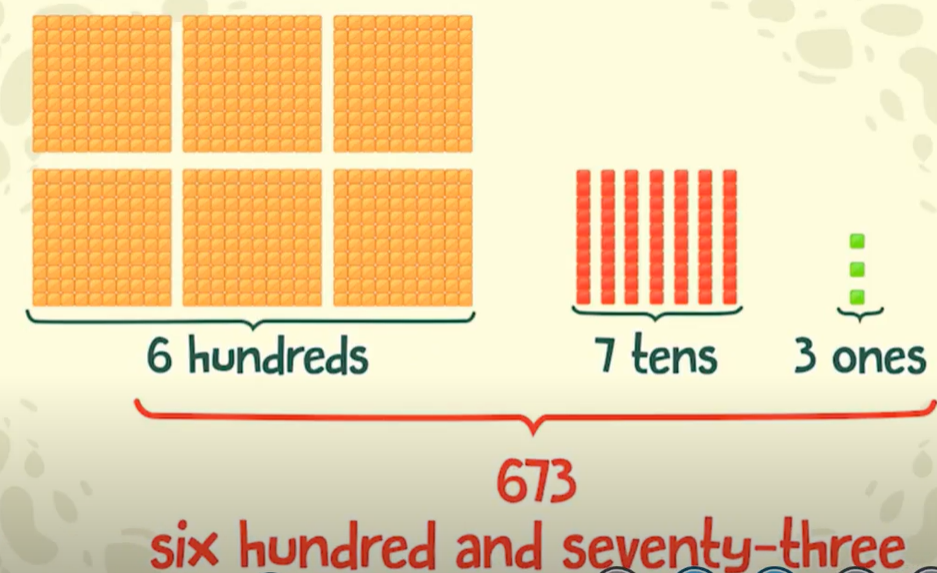 6 hundreds 7 tens 3 ones
673
six hundred and seventy-three